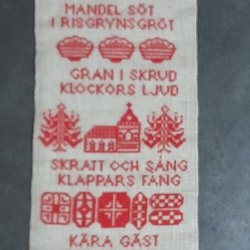 MANDEL SÖT
I RISGRYNSGRÖT
GRAN I SKRUD
KLOCKORS LJUD
SKRATT OCH SÅNG
KLAPPARS FÅNG
KÄRA GÄST